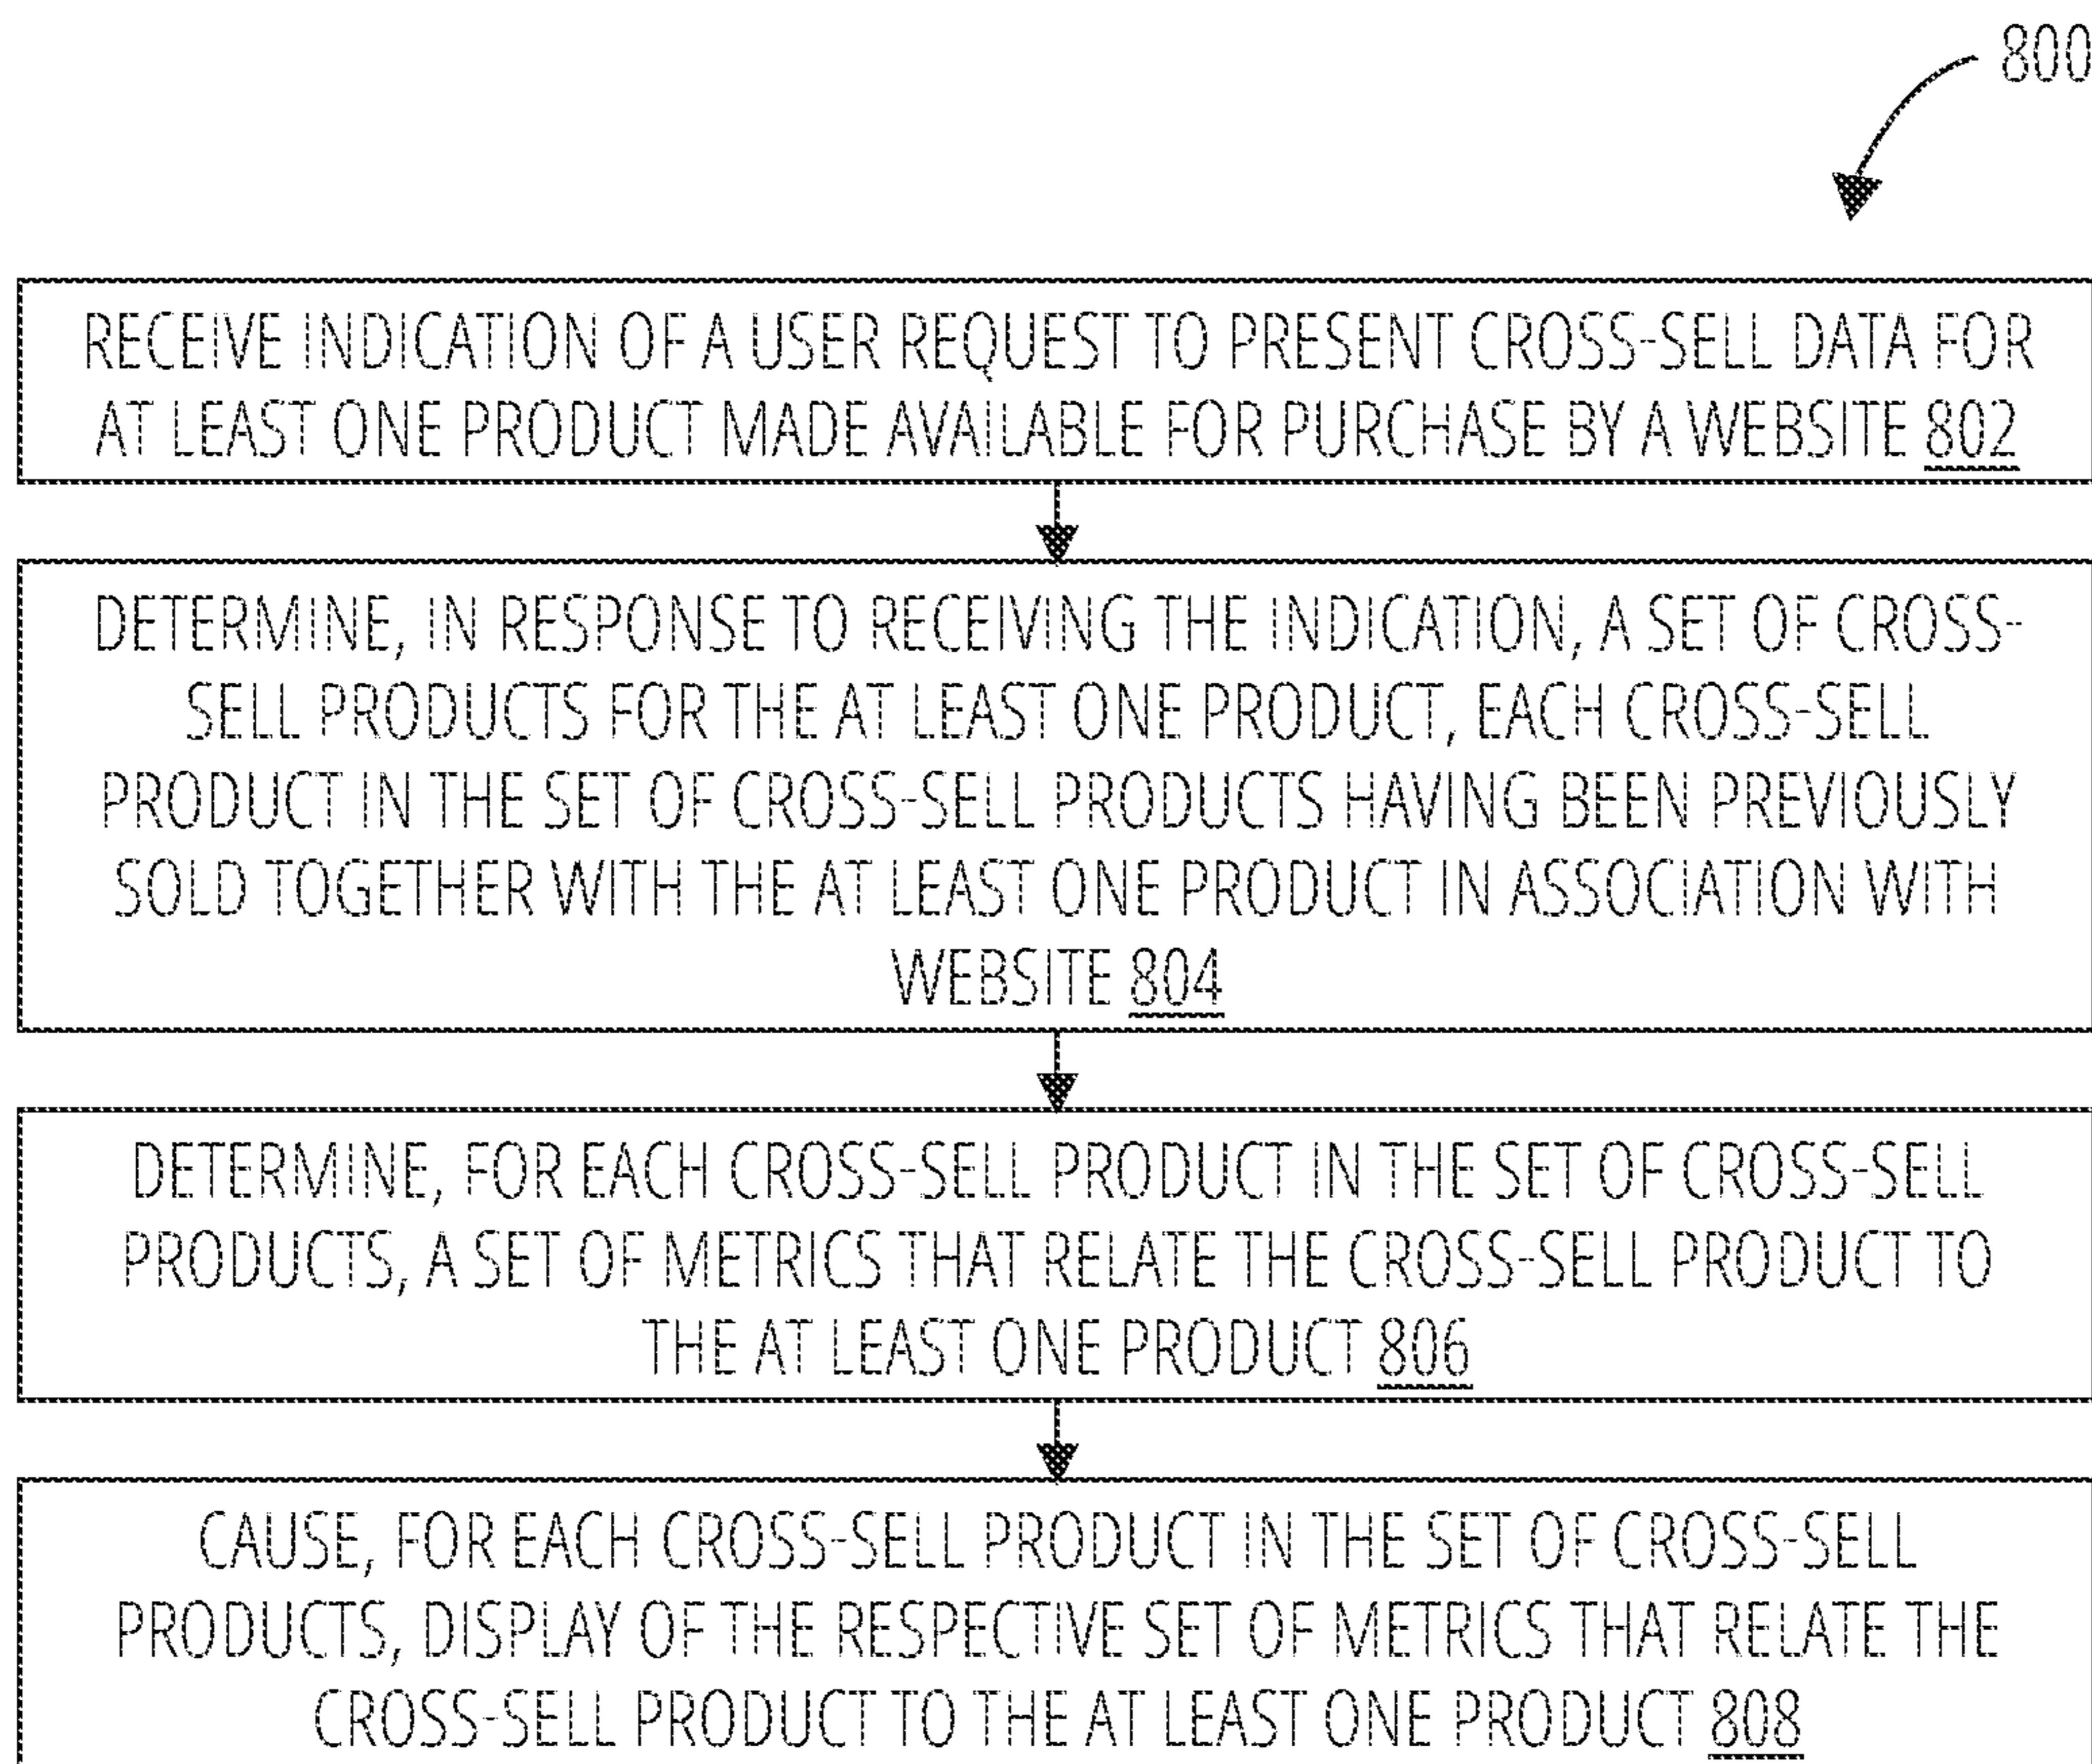 800
RECEIVE INDICATION OF A USER REQUEST TO PRESENT CROSS-SELL DATA FOR
AT LEAST ONE PRODUCT MADE AVAILABLE FOR PURCHASE BY A WEBSITE 802
DETERMINE, IN RESPONSE TO RECEIVING THE INDICATION, A SET OF CROSS-
SELL PRODUCTS FOR THE AT LEAST ONE PRODUCT, EACH CROSS-SELL
PRODUCT IN THE SET OF CROSS-SELL PRODUCTS HAVING BEEN PREVIOUSLY
SOLD TOGETHER WITH THE AT LEAST ONE PRODUCT IN ASSOCIATION WITH
WEBSITE 804
DETERMINE, FOR EACH CROSS-SELL PRODUCT IN THE SET OF CROSS-SELL
PRODUCTS, A SET OF METRICS THAT RELATE THE CROSS-SELL PRODUCT TO
THE AT LEAST ONE PRODUCT 806
CAUSE, FOR EACH CROSS-SELL PRODUCT IN THE SET OF CROSS-SELL
PRODUCTS, DISPLAY OF THE RESPECTIVE SET OF METRICS THAT RELATE THE
CROSS-SELL PRODUCT TO THE AT LEAST ONE PRODUCT 808